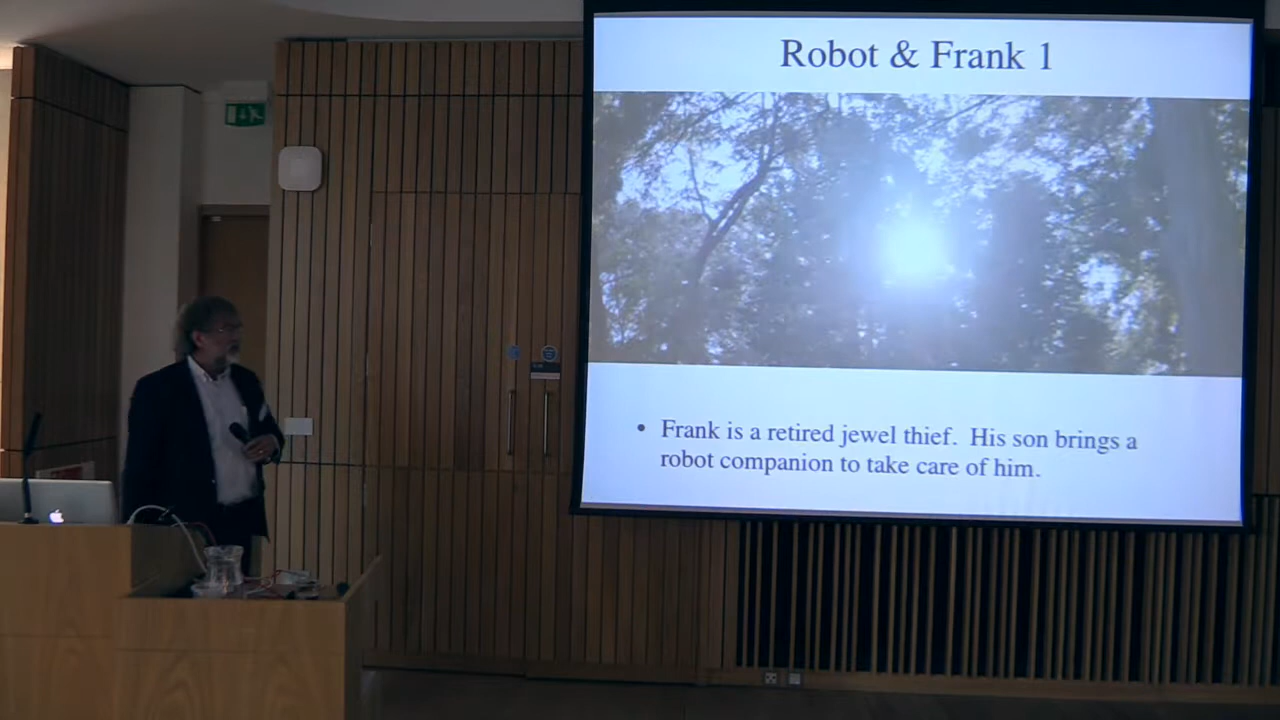 Robot & Frank 1
• Frank is a retired jewel thief. His son brings a
robot companion to take care of him.